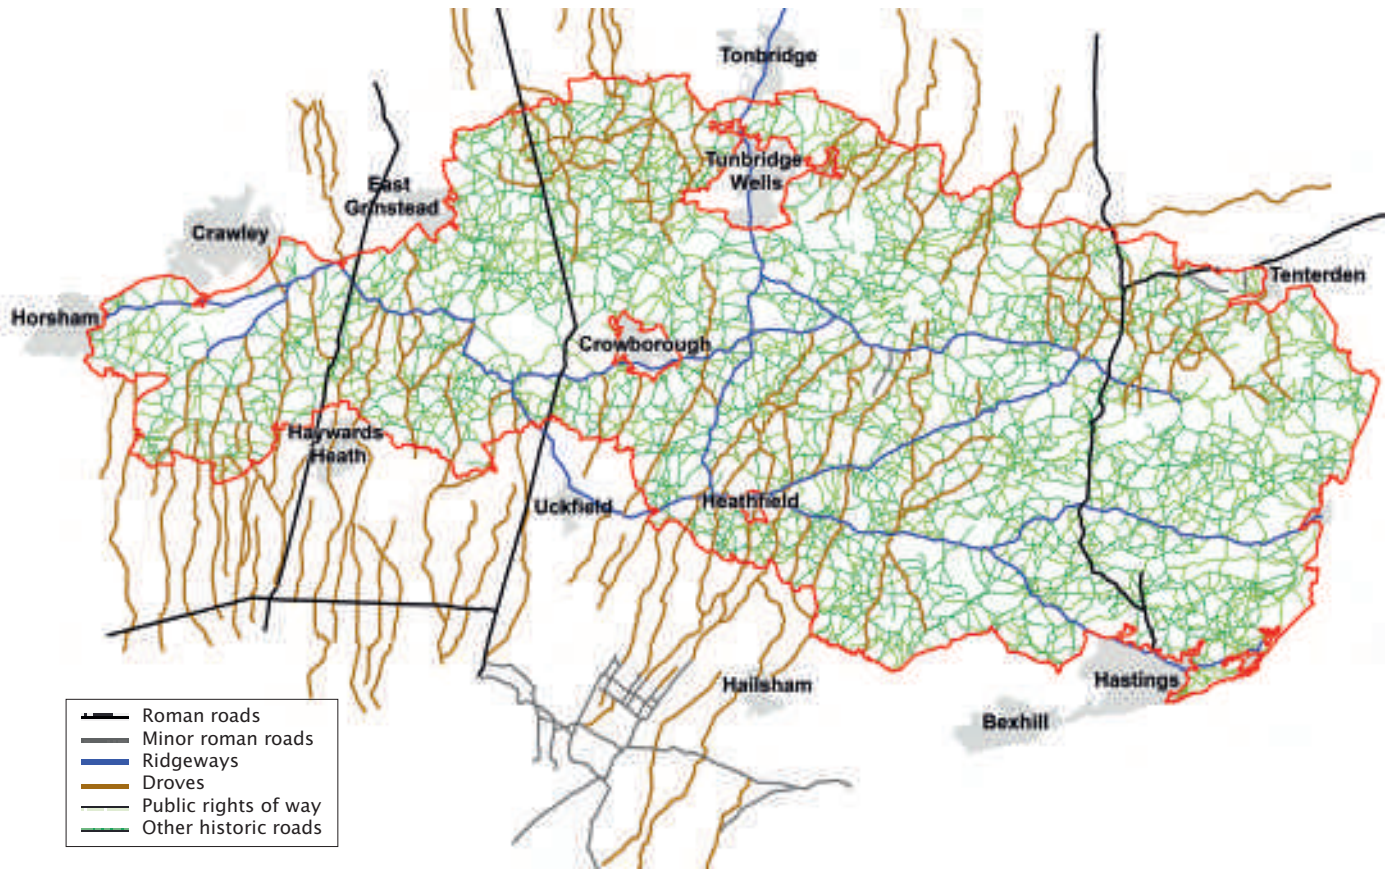 Tonbridge
Tunbridge
Wells
East
Grinstead
Crawley
Tenterden
Horsham
Crowborough
Haywards
Heath
Heathfield
Uckfield
Hailsham
Hastings
Bexhill
Roman roads
Minor roman roads
Ridgeways
Droves
Public rights of way
Other historic roads